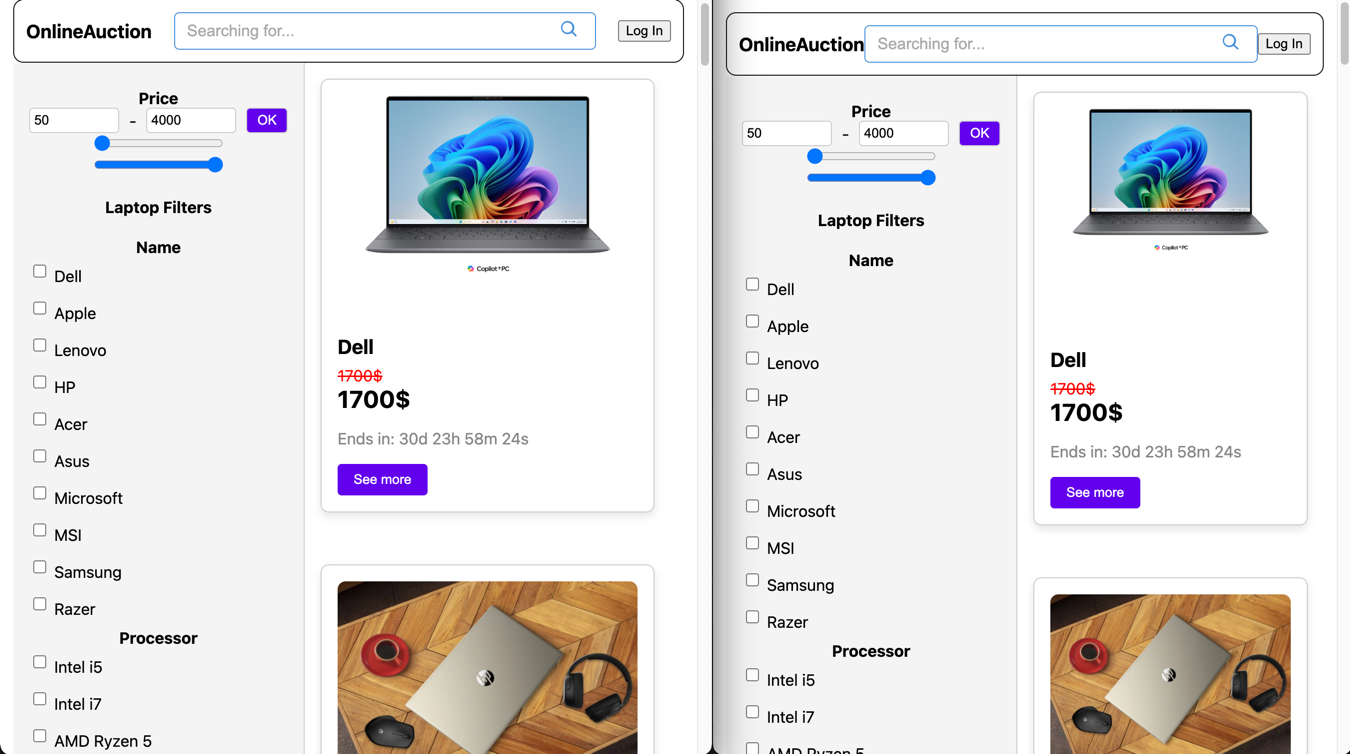 OnlineAuction
Searching for...
Log In
Price
50
–
4000
OK
Laptop Filters
Name
Dell
Apple
Lenovo
HP
Acer
Asus
Microsoft
MSI
Samsung
Razer
Processor
Intel i5
Intel i7
AMD Ryzen 5
Copilot+PC
Dell
1700$
1700$
Ends in: 30d 23h 58m 24s
See more
hp
OnlineAuction
Searching for...
Log In
Price
50
–
4000
OK
Laptop Filters
Name
Dell
Apple
Lenovo
HP
Acer
Asus
Microsoft
MSI
Samsung
Razer
Processor
Intel i5
Intel i7
AMD Ryzen 5
Copilot+PC
Dell
1700$
1700$
Ends in: 30d 23h 58m 24s
See more
hp